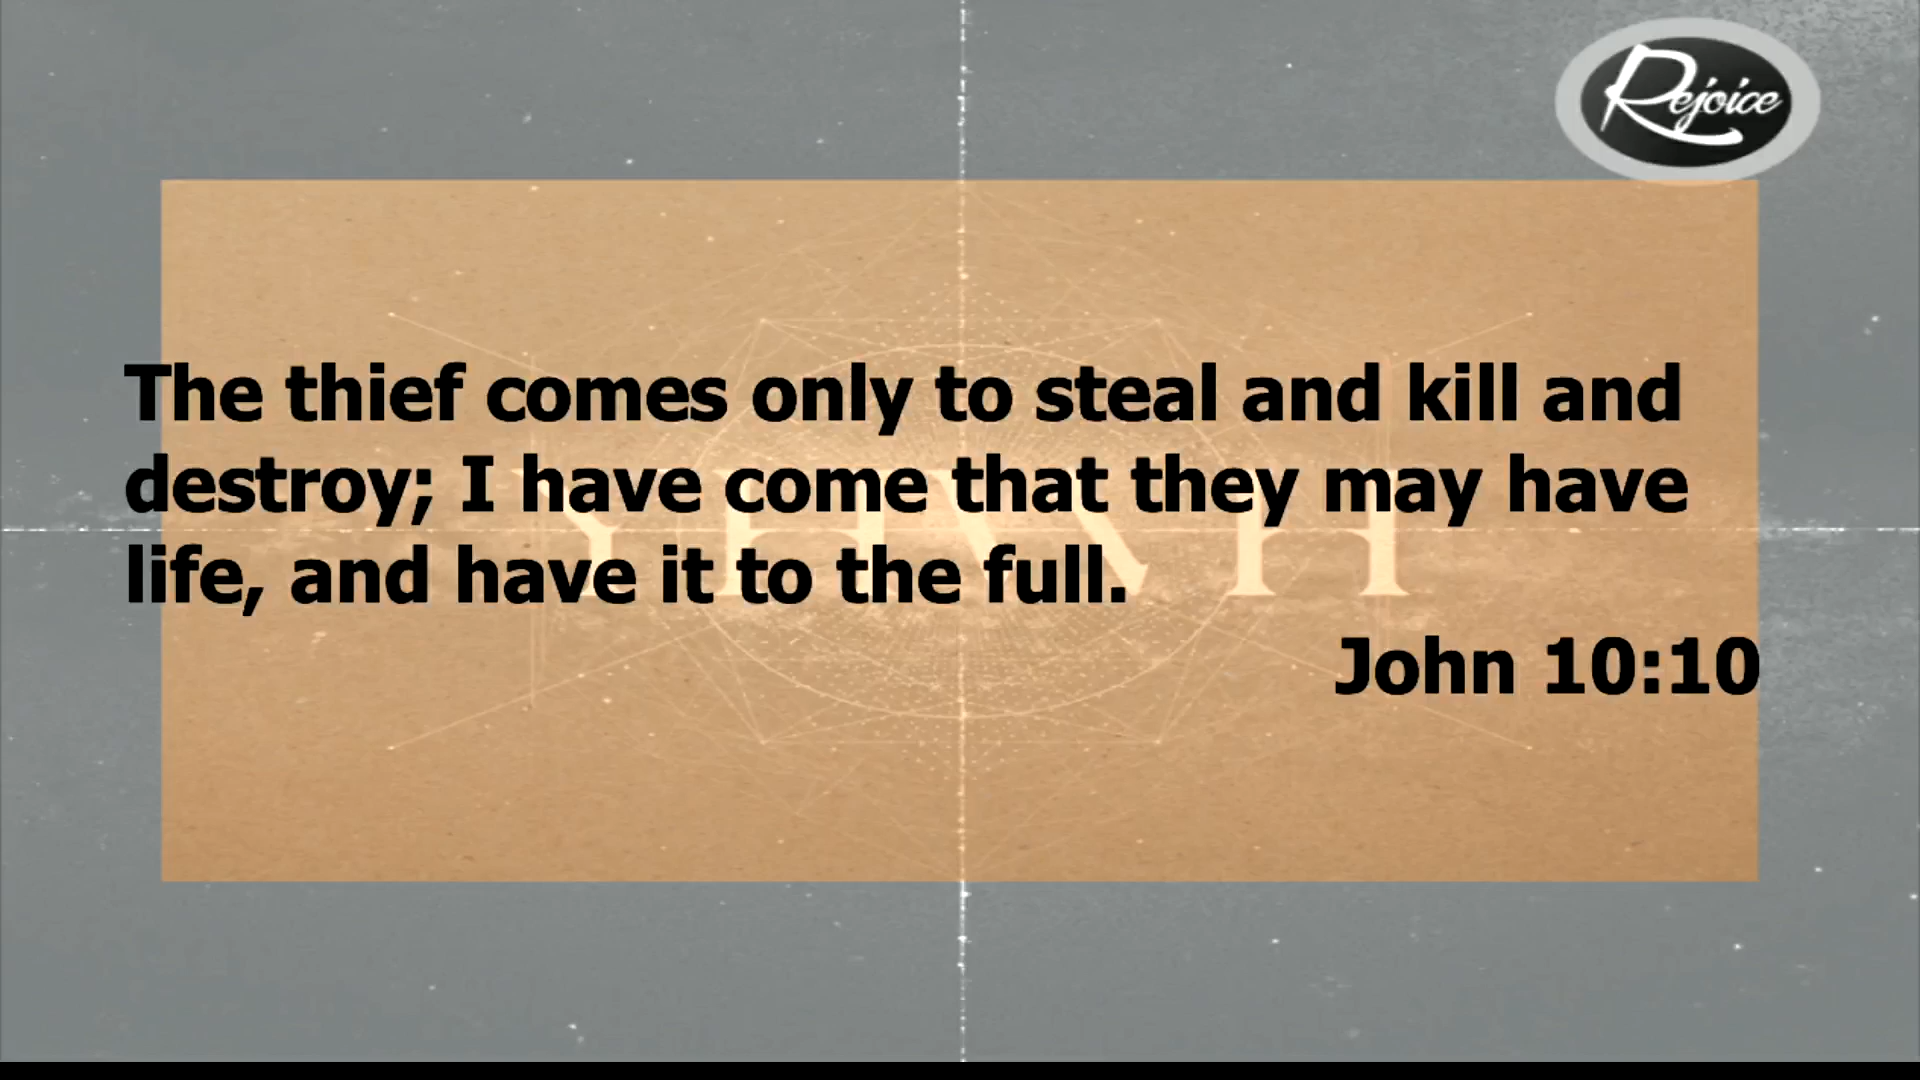 Rejoice
The thief comes only to steal and kill and
destroy; I have come that they may have
life, and have it to the full.
John 10:10
YHWH